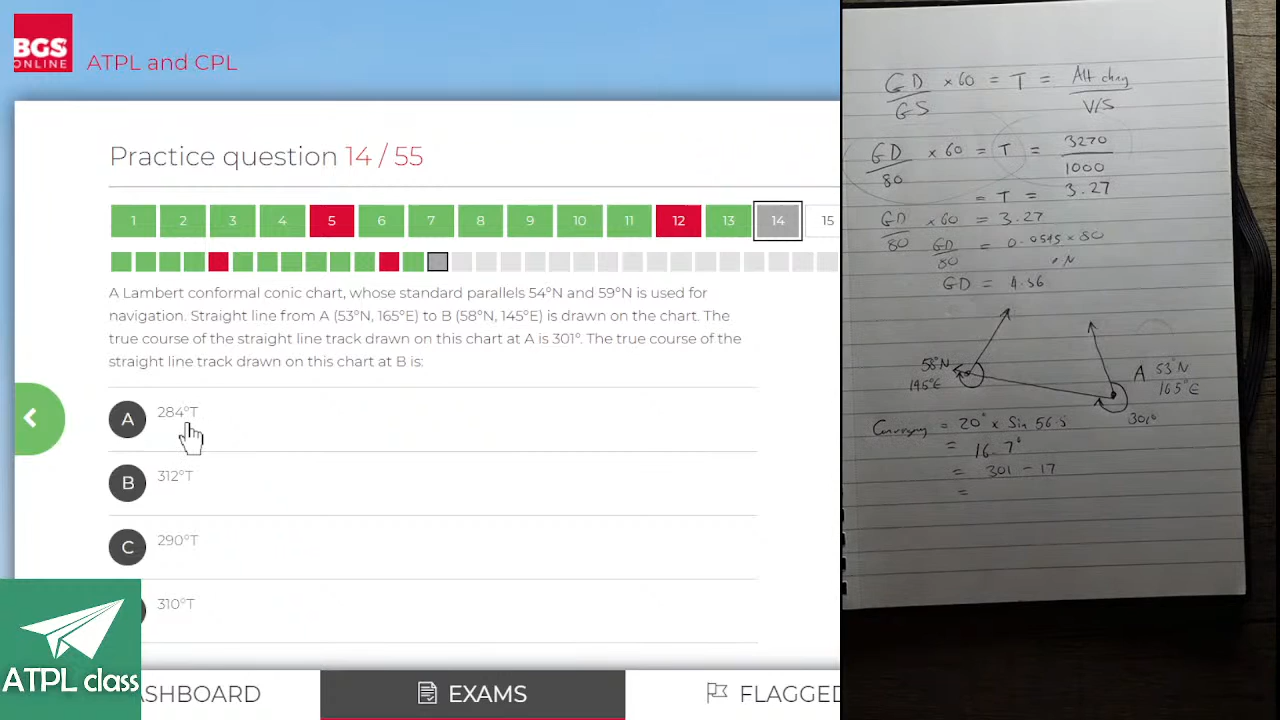 BGS
ONLINE
ATPL and CPL
Practice question 14 / 55
1 2 3 4 5 6 7 8 9 10 11 12 13 14 15
A Lambert conformal conic chart, whose standard parallels 54°N and 59°N is used for
navigation. Straight line from A (53°N, 165°E) to B (58°N, 145°E) is drawn on the chart. The
true course of the straight line track drawn on this chart at A is 301°. The true course of the
straight line track drawn on this chart at B is:
A 284°T
B 312°T
C 290°T
310°T
ATPL class
DASHBOARD
EXAMS
FLAGGED
GD/GS × 60 = T = Alt chng/V/S
GD/80 × 60 = T = 3270/1000
= T = 3.27
GD/80 × 60 = 3.27
GD/80 = 0.0545 × 80
GD = 4.36
58°N
145°E
A 53°N
165°E
301°
= 20° × Sin 56.5
= 16.7°
= 301 - 17
=